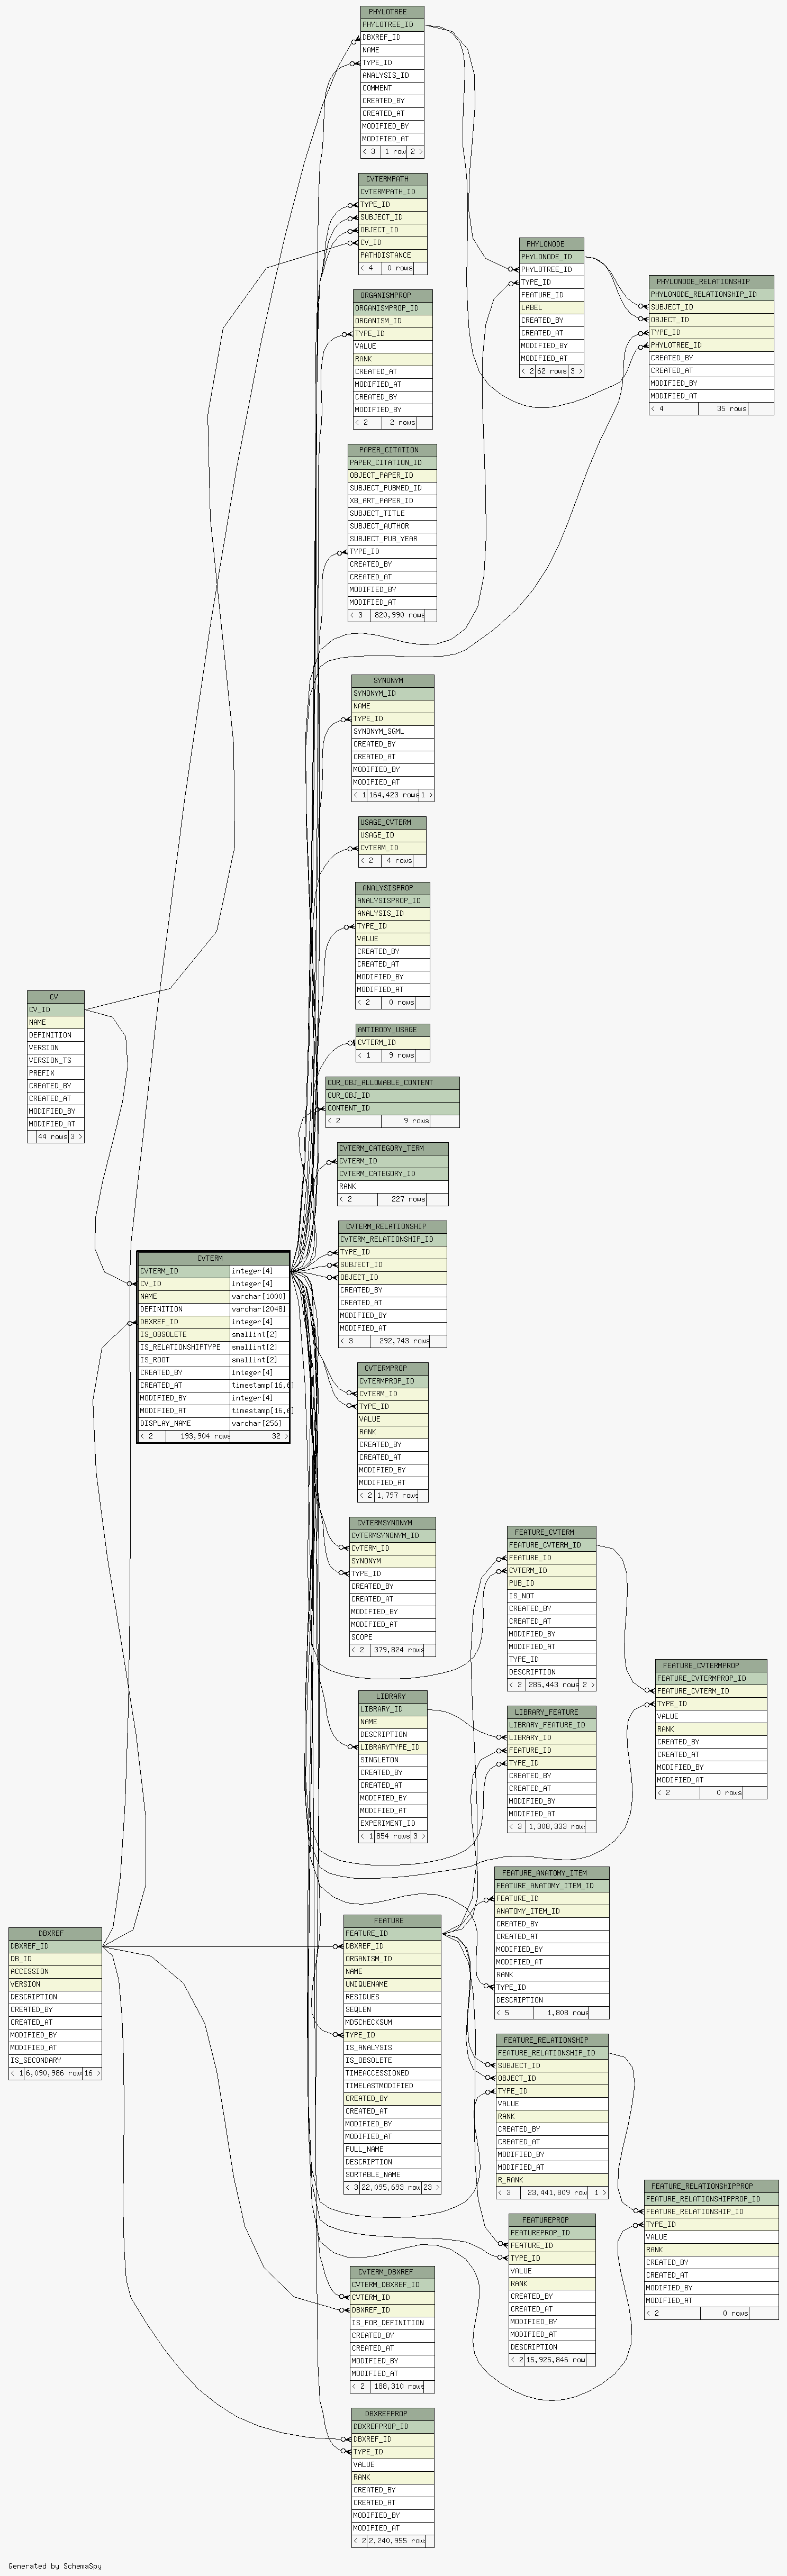 PHYLOTREE
PHYLOTREE_ID
DBXREF_ID
NAME
TYPE_ID
ANALYSIS_ID
COMMENT
CREATED_BY
CREATED_AT
MODIFIED_BY
MODIFIED_AT
< 3 1 row 2 >
CVTERMPATH
CVTERMPATH_ID
TYPE_ID
SUBJECT_ID
OBJECT_ID
CV_ID
PATHDISTANCE
< 4 0 rows
PHYLONODE
PHYLONODE_ID
PHYLOTREE_ID
TYPE_ID
FEATURE_ID
LABEL
CREATED_BY
CREATED_AT
MODIFIED_BY
MODIFIED_AT
< 2 62 rows 3 >
PHYLONODE_RELATIONSHIP
PHYLONODE_RELATIONSHIP_ID
SUBJECT_ID
OBJECT_ID
TYPE_ID
PHYLOTREE_ID
CREATED_BY
CREATED_AT
MODIFIED_BY
MODIFIED_AT
< 4 35 rows
ORGANISMPROP
ORGANISMPROP_ID
ORGANISM_ID
TYPE_ID
VALUE
RANK
CREATED_AT
MODIFIED_AT
CREATED_BY
MODIFIED_BY
< 2 2 rows
PAPER_CITATION
PAPER_CITATION_ID
OBJECT_PAPER_ID
SUBJECT_PUBMED_ID
XB_ART_PAPER_ID
SUBJECT_TITLE
SUBJECT_AUTHOR
SUBJECT_PUB_YEAR
TYPE_ID
CREATED_BY
CREATED_AT
MODIFIED_BY
MODIFIED_AT
< 3 820,990 rows
SYNONYM
SYNONYM_ID
NAME
TYPE_ID
SYNONYM_SGML
CREATED_BY
CREATED_AT
MODIFIED_BY
MODIFIED_AT
< 1 164,423 rows 1 >
USAGE_CVTERM
USAGE_ID
CVTERM_ID
< 2 4 rows
ANALYSISPROP
ANALYSISPROP_ID
ANALYSIS_ID
TYPE_ID
VALUE
CREATED_BY
CREATED_AT
MODIFIED_BY
MODIFIED_AT
< 2 0 rows
CV
CV_ID
NAME
DEFINITION
VERSION
VERSION_TS
PREFIX
CREATED_BY
CREATED_AT
MODIFIED_BY
MODIFIED_AT
44 rows 3 >
ANTIBODY_USAGE
CVTERM_ID
< 1 9 rows
CUR_OBJ_ALLOWABLE_CONTENT
CUR_OBJ_ID
CONTENT_ID
< 2 9 rows
CVTERM_CATEGORY_TERM
CVTERM_ID
CVTERM_CATEGORY_ID
RANK
< 2 227 rows
CVTERM_RELATIONSHIP
CVTERM_RELATIONSHIP_ID
TYPE_ID
SUBJECT_ID
OBJECT_ID
CREATED_BY
CREATED_AT
MODIFIED_BY
MODIFIED_AT
< 3 292,743 rows
CVTERM
CVTERM_ID integer[4]
CV_ID integer[4]
NAME varchar[1000]
DEFINITION varchar[2048]
DBXREF_ID integer[4]
IS_OBSOLETE smallint[2]
IS_RELATIONSHIPTYPE smallint[2]
IS_ROOT smallint[2]
CREATED_BY integer[4]
CREATED_AT timestamp[16,6]
MODIFIED_BY integer[4]
MODIFIED_AT timestamp[16,6]
DISPLAY_NAME varchar[256]
< 2 193,904 rows 32 >
CVTERMPROP
CVTERMPROP_ID
CVTERM_ID
TYPE_ID
VALUE
RANK
CREATED_BY
CREATED_AT
MODIFIED_BY
MODIFIED_AT
< 2 1,797 rows
CVTERMSYNONYM
CVTERMSYNONYM_ID
CVTERM_ID
SYNONYM
TYPE_ID
CREATED_BY
CREATED_AT
MODIFIED_BY
MODIFIED_AT
SCOPE
< 2 379,824 rows
FEATURE_CVTERM
FEATURE_CVTERM_ID
FEATURE_ID
CVTERM_ID
PUB_ID
IS_NOT
CREATED_BY
CREATED_AT
MODIFIED_BY
MODIFIED_AT
TYPE_ID
DESCRIPTION
< 2 285,443 rows 2 >
FEATURE_CVTERMPROP
FEATURE_CVTERMPROP_ID
FEATURE_CVTERM_ID
TYPE_ID
VALUE
RANK
CREATED_BY
CREATED_AT
MODIFIED_BY
MODIFIED_AT
< 2 0 rows
LIBRARY
LIBRARY_ID
NAME
DESCRIPTION
LIBRARYTYPE_ID
SINGLETON
CREATED_BY
CREATED_AT
MODIFIED_BY
MODIFIED_AT
EXPERIMENT_ID
< 1 854 rows 3 >
LIBRARY_FEATURE
LIBRARY_FEATURE_ID
LIBRARY_ID
FEATURE_ID
TYPE_ID
CREATED_BY
CREATED_AT
MODIFIED_BY
MODIFIED_AT
< 3 1,308,333 rows
FEATURE_ANATOMY_ITEM
FEATURE_ANATOMY_ITEM_ID
FEATURE_ID
ANATOMY_ITEM_ID
CREATED_BY
CREATED_AT
MODIFIED_BY
MODIFIED_AT
RANK
TYPE_ID
DESCRIPTION
< 5 1,808 rows
DBXREF
DBXREF_ID
DB_ID
ACCESSION
VERSION
DESCRIPTION
CREATED_BY
CREATED_AT
MODIFIED_BY
MODIFIED_AT
IS_SECONDARY
< 1 6,090,986 rows 16 >
FEATURE
FEATURE_ID
DBXREF_ID
ORGANISM_ID
NAME
UNIQUENAME
RESIDUES
SEQLEN
MD5CHECKSUM
TYPE_ID
IS_ANALYSIS
IS_OBSOLETE
TIMEACCESSIONED
TIMELASTMODIFIED
CREATED_BY
CREATED_AT
MODIFIED_BY
MODIFIED_AT
FULL_NAME
DESCRIPTION
SORTABLE_NAME
< 3 22,095,693 row 23 >
FEATURE_RELATIONSHIP
FEATURE_RELATIONSHIP_ID
SUBJECT_ID
OBJECT_ID
TYPE_ID
VALUE
RANK
CREATED_BY
CREATED_AT
MODIFIED_BY
MODIFIED_AT
R_RANK
< 3 23,441,809 row 1 >
FEATURE_RELATIONSHIPPROP
FEATURE_RELATIONSHIPPROP_ID
FEATURE_RELATIONSHIP_ID
TYPE_ID
VALUE
RANK
CREATED_BY
CREATED_AT
MODIFIED_BY
MODIFIED_AT
< 2 0 rows
FEATUREPROP
FEATUREPROP_ID
FEATURE_ID
TYPE_ID
VALUE
RANK
CREATED_BY
CREATED_AT
MODIFIED_BY
MODIFIED_AT
DESCRIPTION
< 2 15,925,846 row
CVTERM_DBXREF
CVTERM_DBXREF_ID
CVTERM_ID
DBXREF_ID
IS_FOR_DEFINITION
CREATED_BY
CREATED_AT
MODIFIED_BY
MODIFIED_AT
< 2 188,310 rows
DBXREFPROP
DBXREFPROP_ID
DBXREF_ID
TYPE_ID
VALUE
RANK
CREATED_BY
CREATED_AT
MODIFIED_BY
MODIFIED_AT
< 2 2,240,955 rows
Generated by SchemaSpy